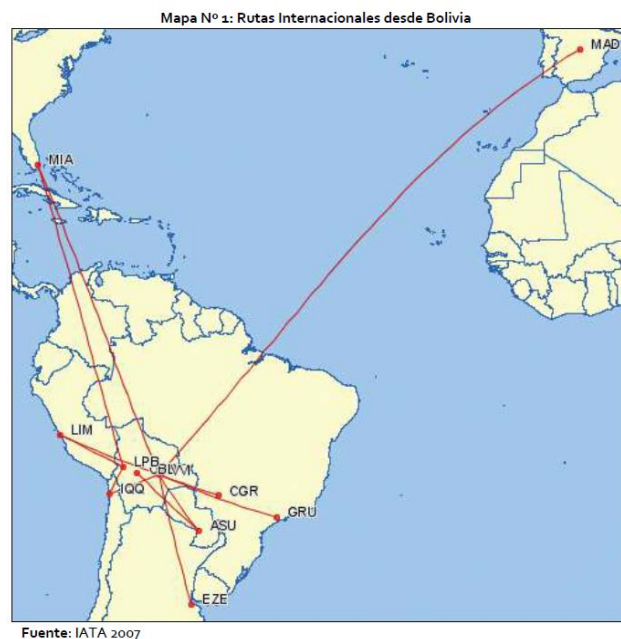 Mapa Nº 1: Rutas Internacionales desde Bolivia
MAD
MIA
LIM
LPB
IQQ
CGR
GRU
ASU
EZE
Fuente: IATA 2007